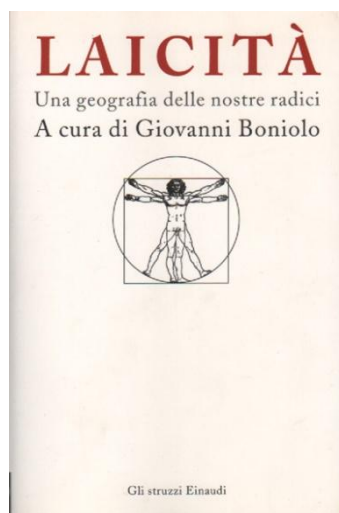 LAICITÀ
Una geografia delle nostre radici
A cura di Giovanni Boniolo
Gli struzzi Einaudi